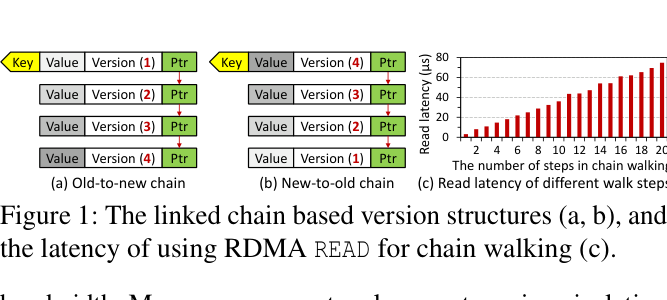 Key Value Version (1) Ptr
Value Version (2) Ptr
Value Version (3) Ptr
Value Version (4) Ptr
(a) Old-to-new chain
Key Value Version (4) Ptr
Value Version (3) Ptr
Value Version (2) Ptr
Value Version (1) Ptr
(b) New-to-old chain
Read latency (μs)
80
60
40
20
0
2 4 6 8 10 12 14 16 18 20
The number of steps in chain walking
(c) Read latency of different walk steps
Figure 1: The linked chain based version structures (a, b), and
the latency of using RDMA READ for chain walking (c).